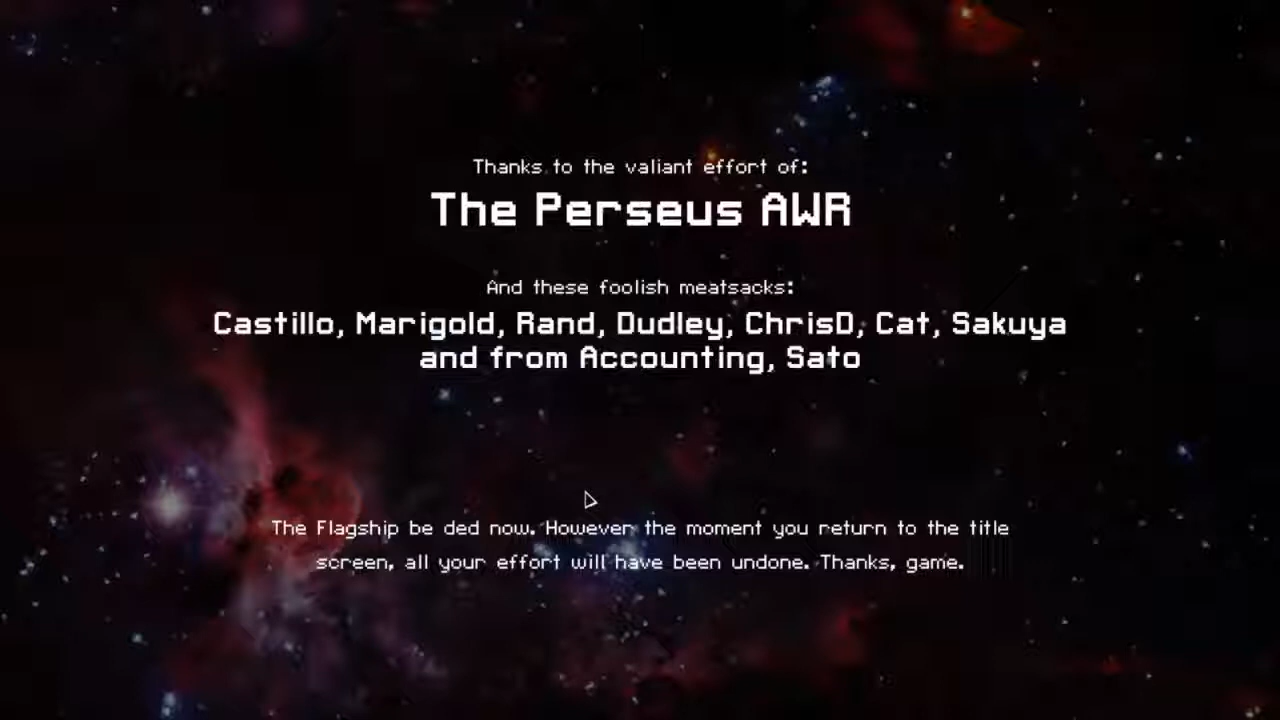 Thanks to the valiant effort of:
The Perseus AWR
And these foolish meatsacks:
Castillo, Marigold, Rand, Dudley, ChrisD, Cat, Sakuya
and from Accounting, Sato
The Flagship be ded now. However the moment you return to the title
screen, all your effort will have been undone. Thanks, game.